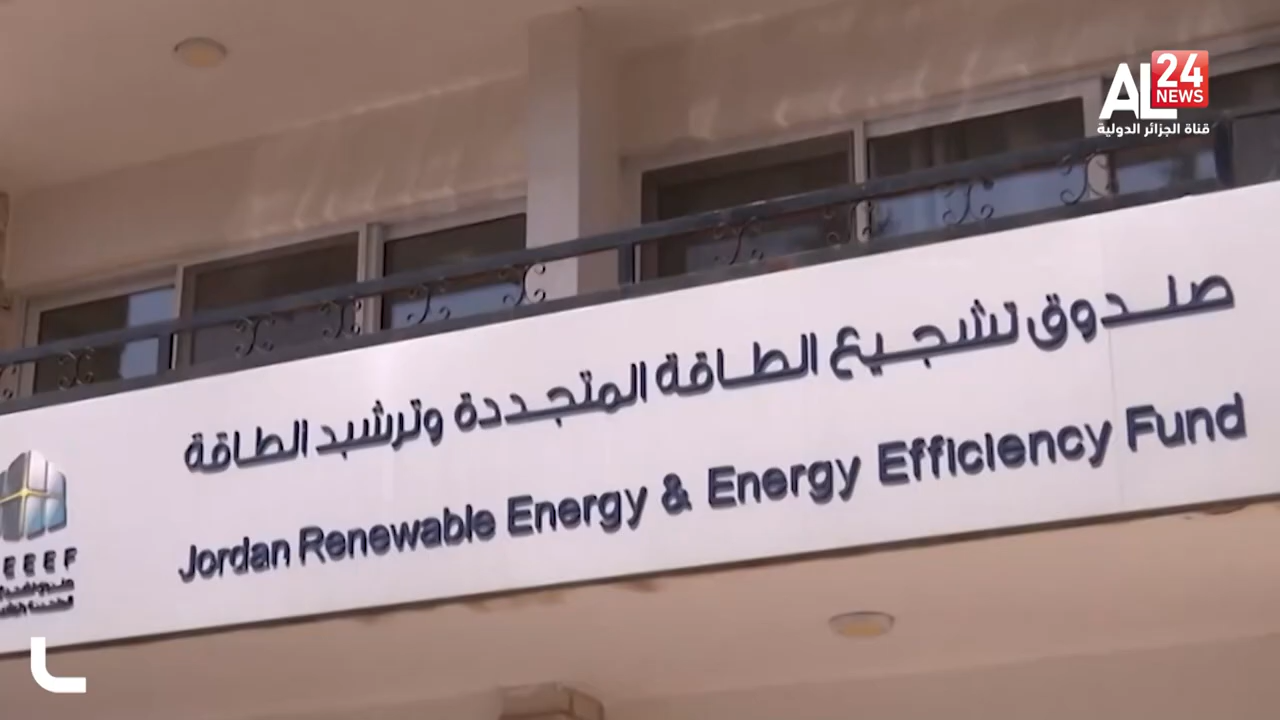 AL
24
NEWS
قناة الجزائر الدولية
صندوق تشجيع الطاقة المتجددة وترشيد الطاقة
Jordan Renewable Energy & Energy Efficiency Fund
EEEF